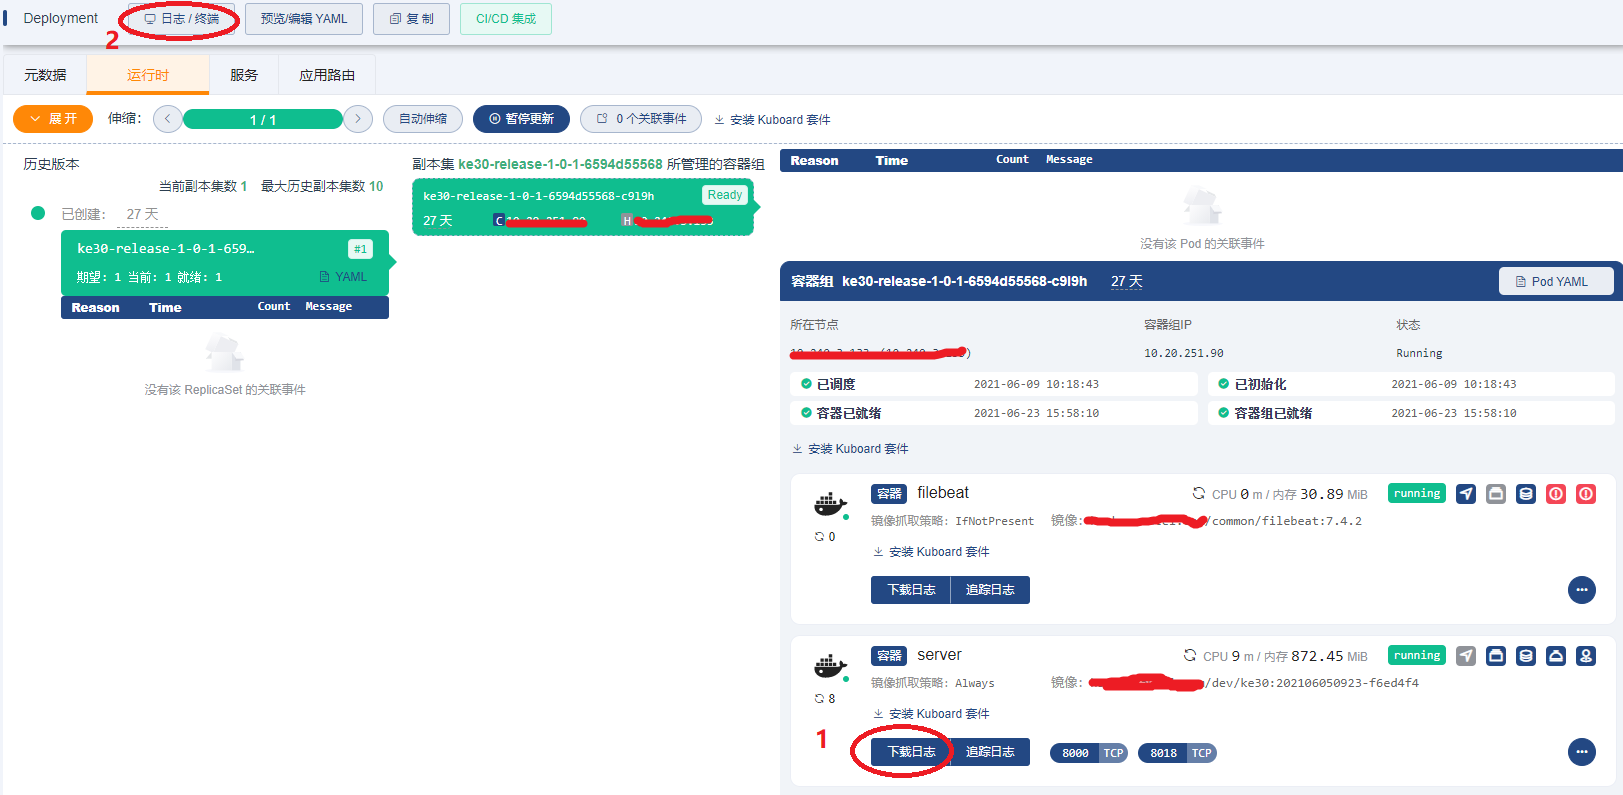 Deployment 日志 / 终端 预览/编辑 YAML 复 制 CI/CD 集成
2
元数据 运行时 服务 应用路由
展 开 伸缩: 1 / 1 自动伸缩 暂停更新 0 个关联事件 安装 Kuboard 套件
历史版本
当前副本集数 1 最大历史副本集数 10
已创建: 27 天
ke30-release-1-0-1-659... #1
期望: 1 当前: 1 就绪: 1 YAML
Reason Time Count Message
没有该 ReplicaSet 的关联事件
副本集 ke30-release-1-0-1-6594d55568 所管理的容器组
ke30-release-1-0-1-6594d55568-c9l9h Ready
27 天 C H
Reason Time Count Message
没有该 Pod 的关联事件
容器组 ke30-release-1-0-1-6594d55568-c9l9h 27 天 Pod YAML
所在节点 容器组IP 状态
10.20.251.90 Running
已调度 2021-06-09 10:18:43 已初始化 2021-06-09 10:18:43
容器已就绪 2021-06-23 15:58:10 容器组已就绪 2021-06-23 15:58:10
安装 Kuboard 套件
容器 filebeat CPU 0 m / 内存 30.89 MiB running
镜像抓取策略: IfNotPresent 镜像: /common/filebeat:7.4.2
0
安装 Kuboard 套件
下载日志 追踪日志
容器 server CPU 9 m / 内存 872.45 MiB running
镜像抓取策略: Always 镜像: /dev/ke30:202106050923-f6ed4f4
8
安装 Kuboard 套件
1
下载日志 追踪日志 8000 TCP 8018 TCP